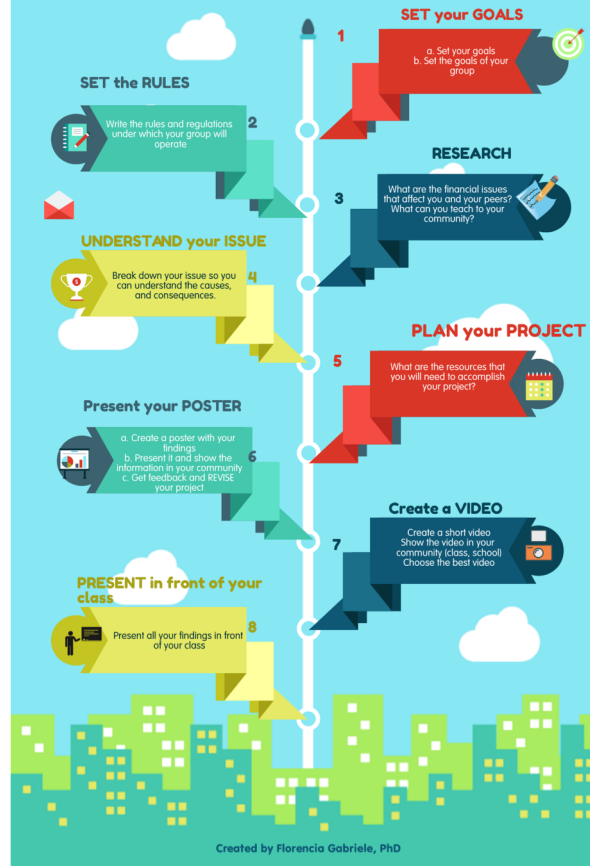 SET your GOALS
1
a. Set your goals
b. Set the goals of your
group
SET the RULES
2
Write the rules and regulations
under which your group will
operate
RESEARCH
3
What are the financial issues
that affect you and your peers?
What can you teach to your
community?
UNDERSTAND your ISSUE
4
Break down your issue so you
can understand the causes,
and consequences.
PLAN your PROJECT
5
What are the resources that
you will need to accomplish
your project?
Present your POSTER
6
a. Create a poster with your
findings
b. Present it and show the
information in your community
c. Get feedback and REVISE
your project
Create a VIDEO
7
Create a short video
Show the video in your
community (class, school)
Choose the best video
PRESENT in front of your
class
8
Present all your findings in front
of your class
Created by Florencia Gabriele, PhD